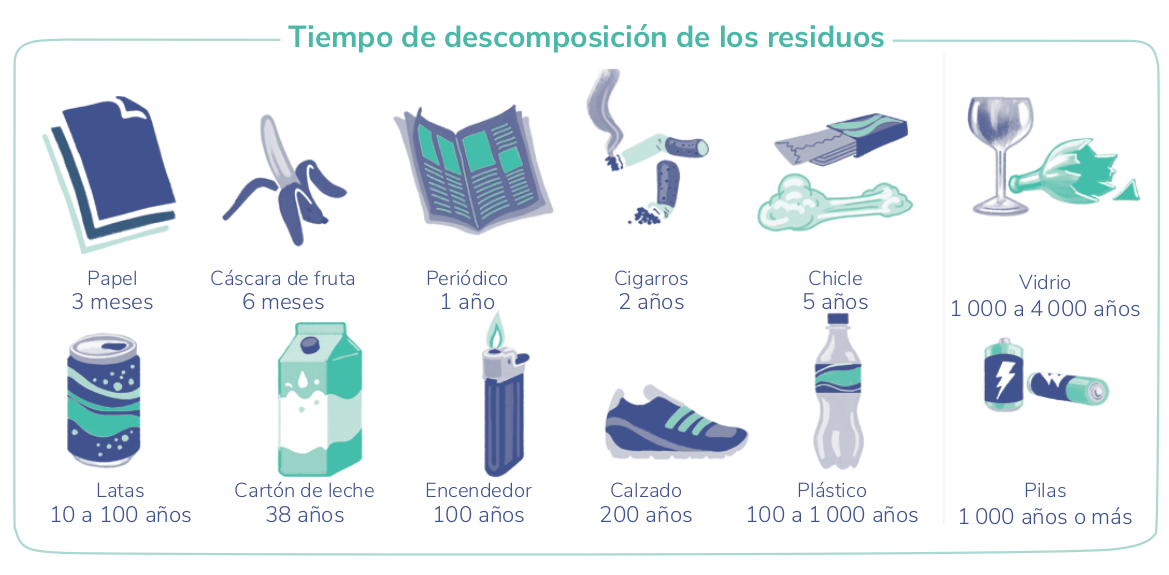 Tiempo de descomposición de los residuos
Papel
3 meses
Cáscara de fruta
6 meses
Periódico
1 año
Cigarros
2 años
Chicle
5 años
Vidrio
1 000 a 4 000 años
Latas
10 a 100 años
Cartón de leche
38 años
Encendedor
100 años
Calzado
200 años
Plástico
100 a 1 000 años
Pilas
1 000 años o más